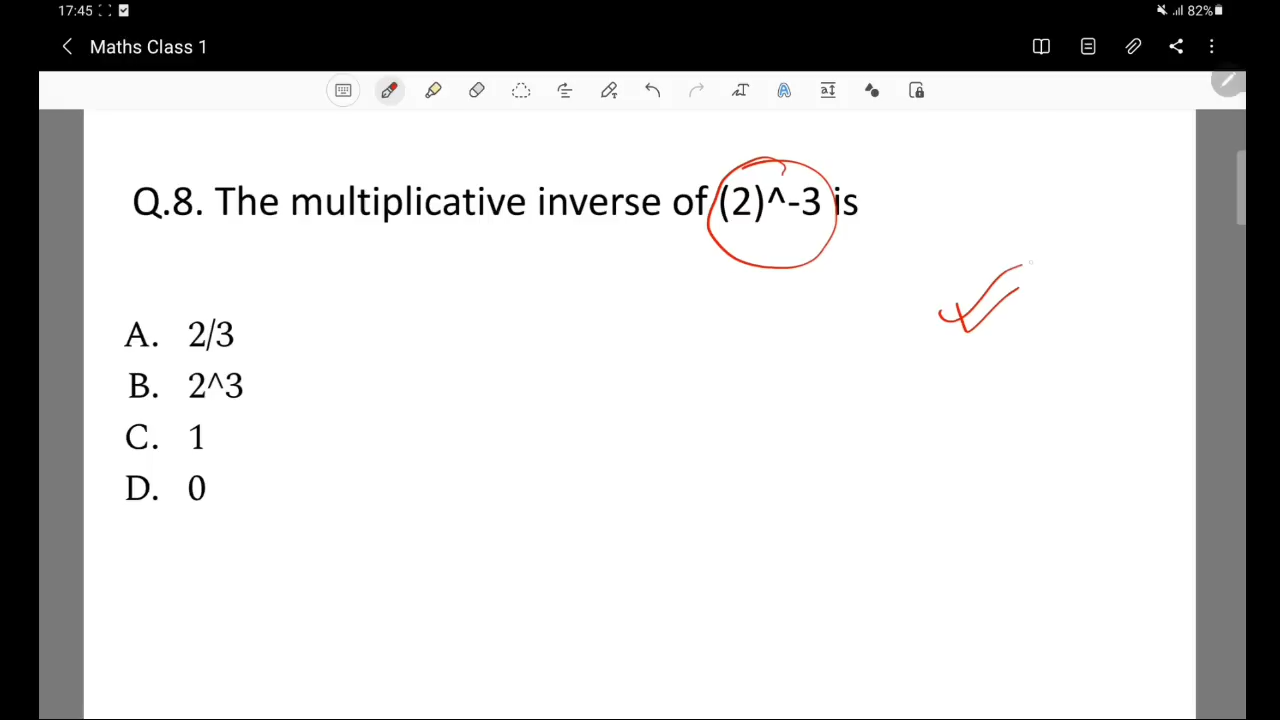 17:45 82%
Maths Class 1
Q.8. The multiplicative inverse of (2)^-3 is
A. 2/3
B. 2^3
C. 1
D. 0